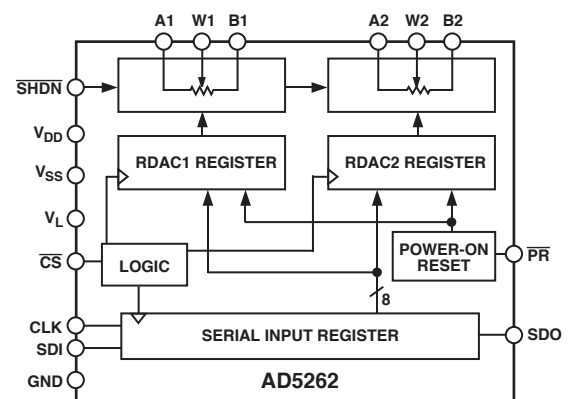 A1 W1 B1 A2 W2 B2
SHDN
VDD
RDAC1 REGISTER RDAC2 REGISTER
VSS
VL
POWER-ON
RESET
PR
CS
LOGIC
8
CLK
SERIAL INPUT REGISTER
SDO
SDI
GND
AD5262